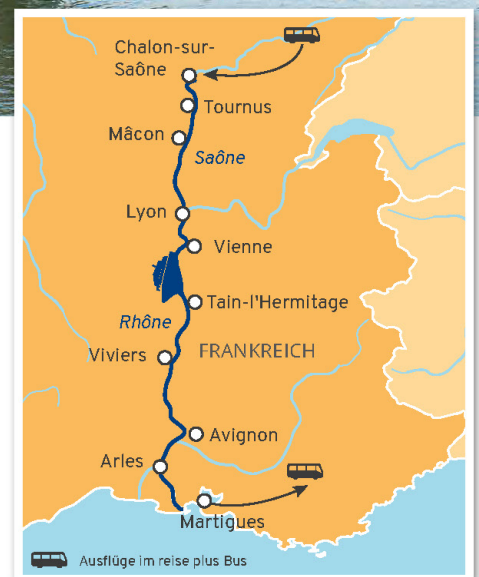 Chalon-sur-
Saône
Tournus
Mâcon
Saône
Lyon
Vienne
Tain-l'Hermitage
Rhône
Viviers
FRANKREICH
Avignon
Arles
Martigues
Ausflüge im reise plus Bus